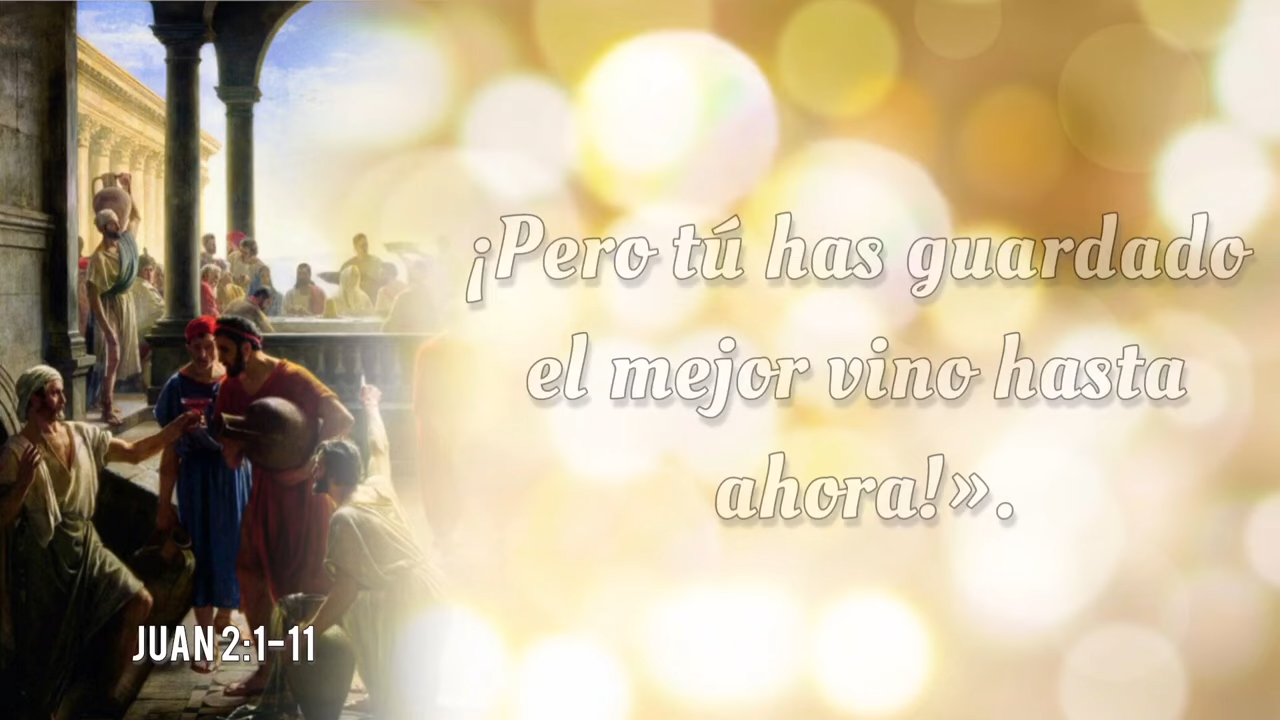 ¡Pero tú has guardado
el mejor vino hasta
ahora!».
JUAN 2:1-11